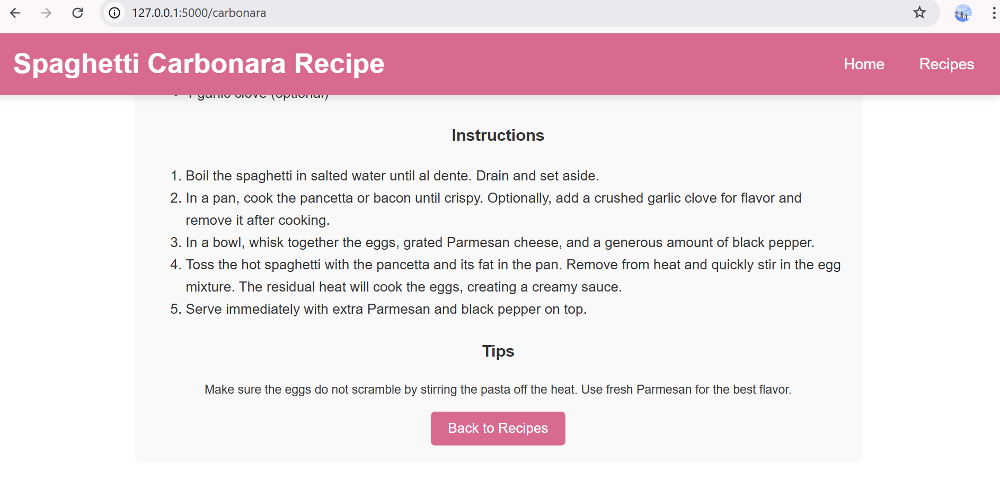 127.0.0.1:5000/carbonara
Spaghetti Carbonara Recipe
Home
Recipes
1 garlic clove (optional)
Instructions
1. Boil the spaghetti in salted water until al dente. Drain and set aside.
2. In a pan, cook the pancetta or bacon until crispy. Optionally, add a crushed garlic clove for flavor and
remove it after cooking.
3. In a bowl, whisk together the eggs, grated Parmesan cheese, and a generous amount of black pepper.
4. Toss the hot spaghetti with the pancetta and its fat in the pan. Remove from heat and quickly stir in the egg
mixture. The residual heat will cook the eggs, creating a creamy sauce.
5. Serve immediately with extra Parmesan and black pepper on top.
Tips
Make sure the eggs do not scramble by stirring the pasta off the heat. Use fresh Parmesan for the best flavor.
Back to Recipes